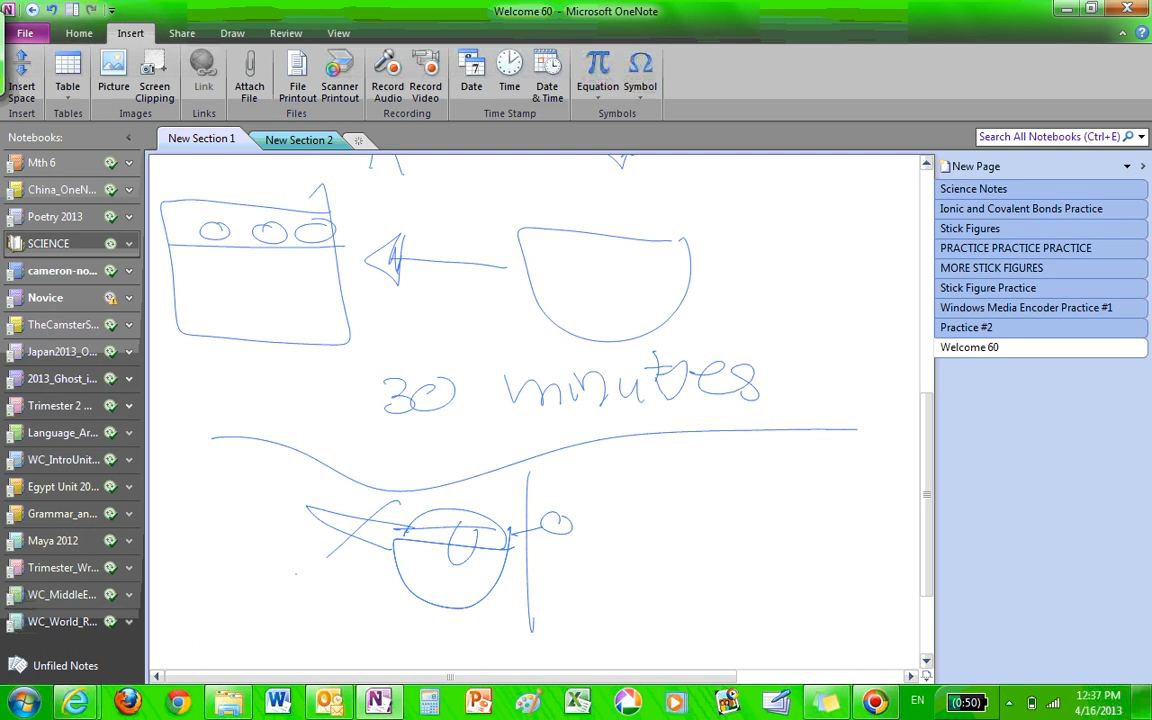 Welcome 60 - Microsoft OneNote
File Home Insert Share Draw Review View
Insert Space Table Picture Screen Clipping Link Attach File File Printout Scanner Printout Record Audio Record Video Date Time Date & Time Equation Symbol
Insert Tables Images Links Files Recording Time Stamp Symbols
Notebooks:
New Section 1 New Section 2
Search All Notebooks (Ctrl+E)
Mth 6
China_OneN...
Poetry 2013
SCIENCE
cameron-no...
Novice
TheCamsterS...
Japan2013_O...
2013_Ghost_i...
Trimester 2 ...
Language_Ar...
WC_IntroUnit...
Egypt Unit 20...
Grammar_an...
Maya 2012
Trimester_Wr...
WC_MiddleE...
WC_World_R...
Unfiled Notes
30 minutes
New Page
Science Notes
Ionic and Covalent Bonds Practice
Stick Figures
PRACTICE PRACTICE PRACTICE
MORE STICK FIGURES
Stick Figure Practice
Windows Media Encoder Practice #1
Practice #2
Welcome 60
EN
(0:50)
12:37 PM
4/16/2013